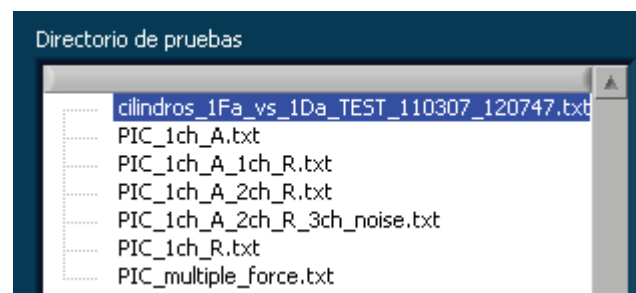 Directorio de pruebas
cilindros_1Fa_vs_1Da_TEST_110307_120747.txt
PIC_1ch_A.txt
PIC_1ch_A_1ch_R.txt
PIC_1ch_A_2ch_R.txt
PIC_1ch_A_2ch_R_3ch_noise.txt
PIC_1ch_R.txt
PIC_multiple_force.txt